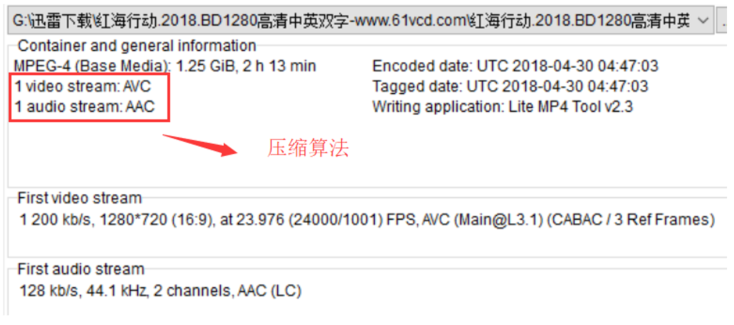 G:\迅雷下载\红海行动.2018.BD1280高清中英双字-www.61vcd.com\红海行动.2018.BD1280高清中英
Container and general information
MPEG-4 (Base Media): 1.25 GiB, 2 h 13 min
Encoded date: UTC 2018-04-30 04:47:03
1 video stream: AVC
Tagged date: UTC 2018-04-30 04:47:03
1 audio stream: AAC
Writing application: Lite MP4 Tool v2.3
压缩算法
First video stream
1 200 kb/s, 1280*720 (16:9), at 23.976 (24000/1001) FPS, AVC (Main@L3.1) (CABAC / 3 Ref Frames)
First audio stream
128 kb/s, 44.1 kHz, 2 channels, AAC (LC)